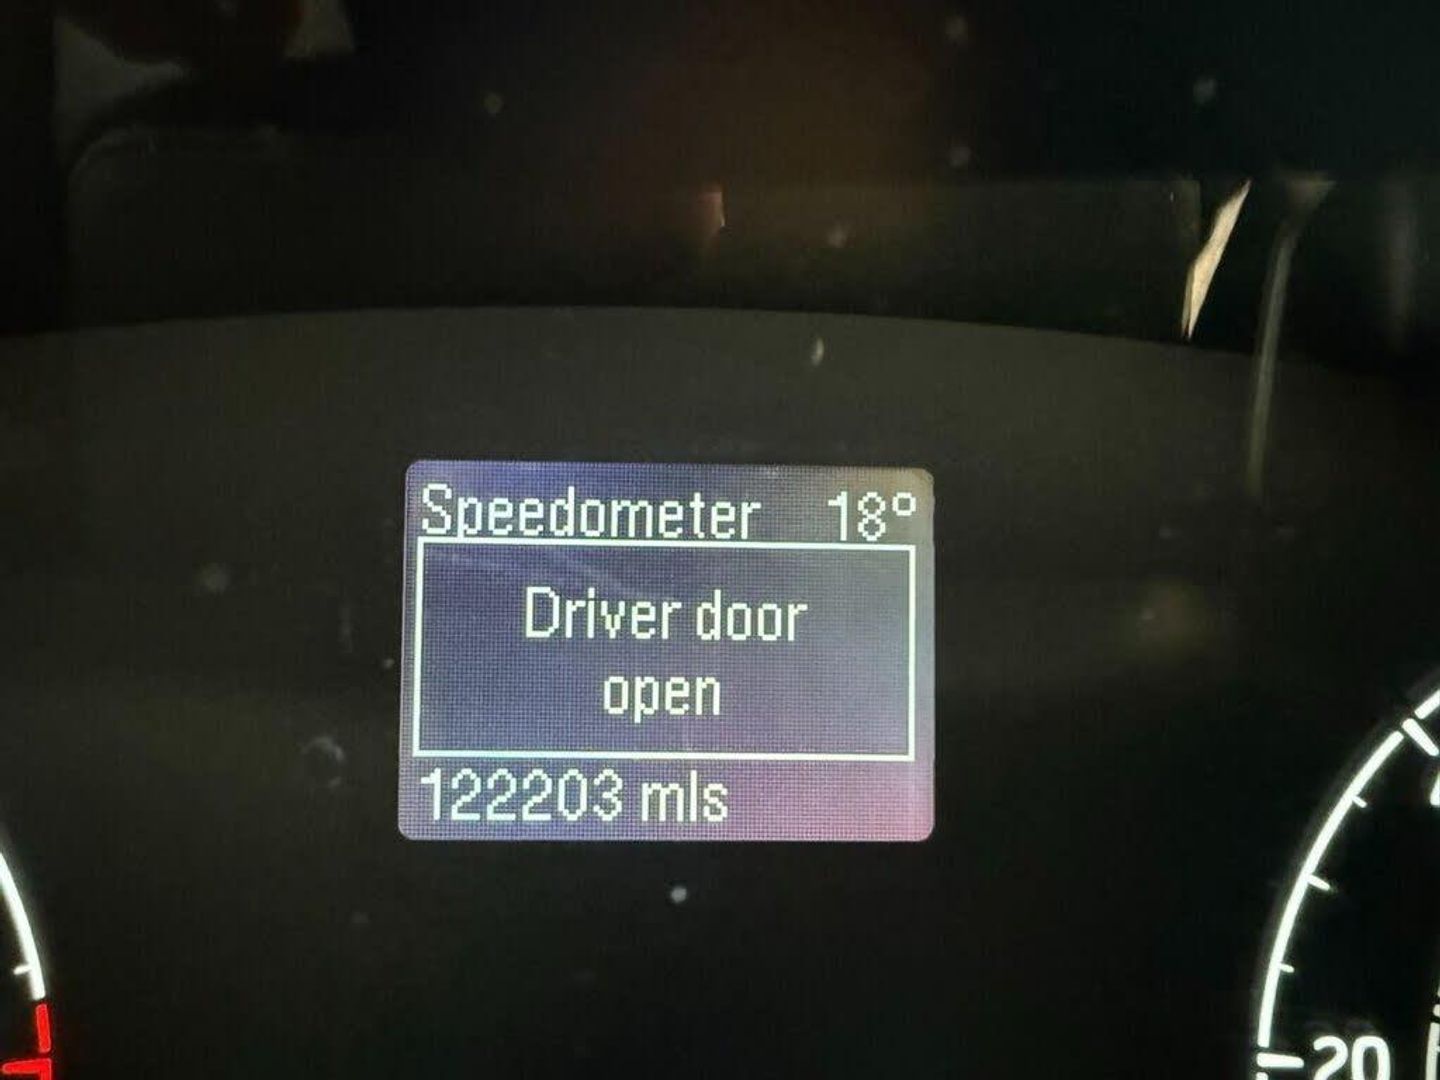 Speedometer 18°
Driver door
open
122203 mls
20